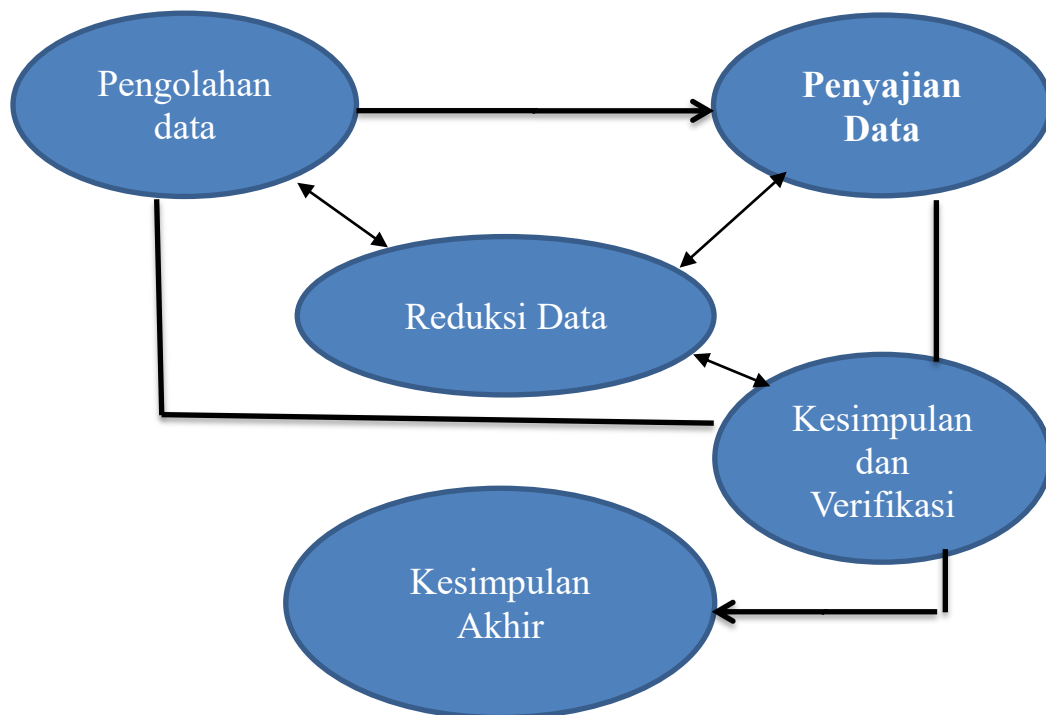 Pengolahan
data
Penyajian
Data
Reduksi Data
Kesimpulan
dan
Verifikasi
Kesimpulan
Akhir